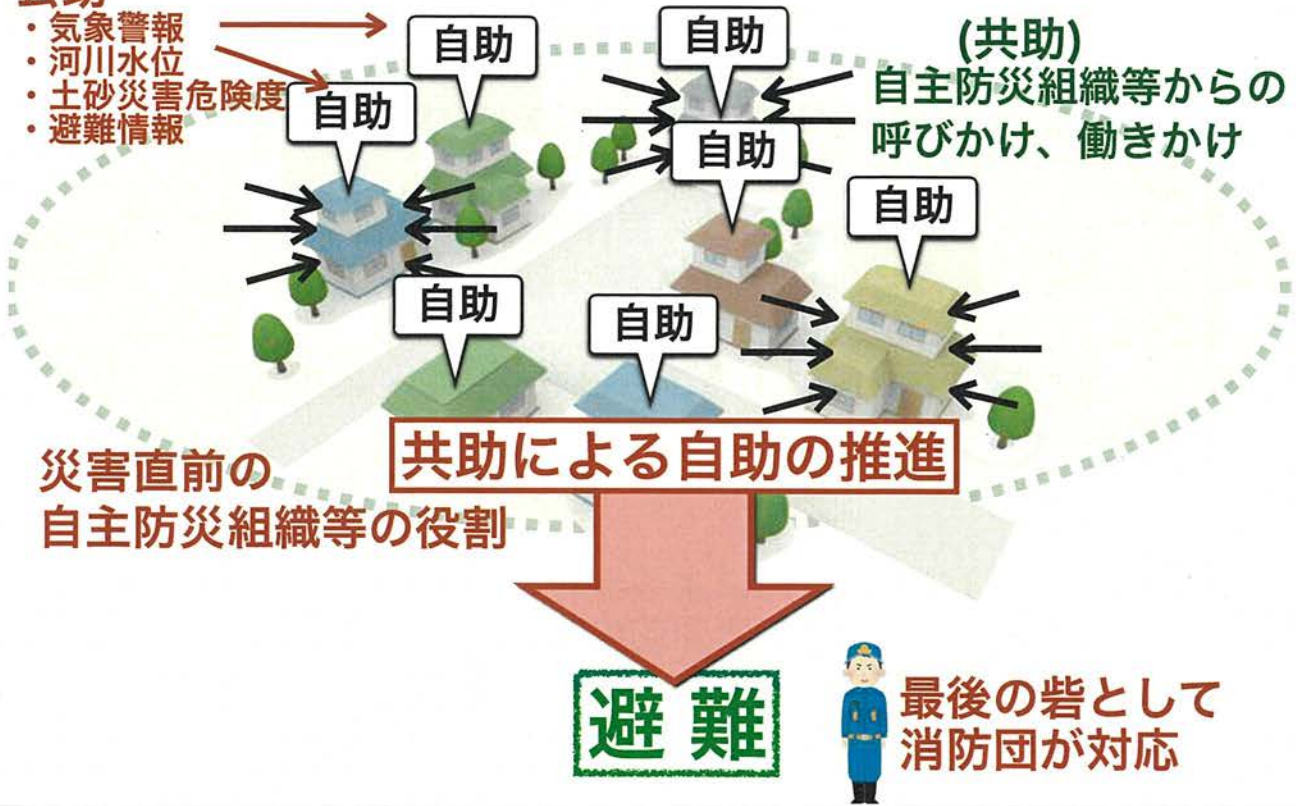 ・気象警報
・河川水位
・土砂災害危険度
・避難情報
自助
自助
自助
自助
自助
自助
自助
(共助)
自主防災組織等からの
呼びかけ、働きかけ
共助による自助の推進
災害直前の
自主防災組織等の役割
避難
最後の砦として
消防団が対応